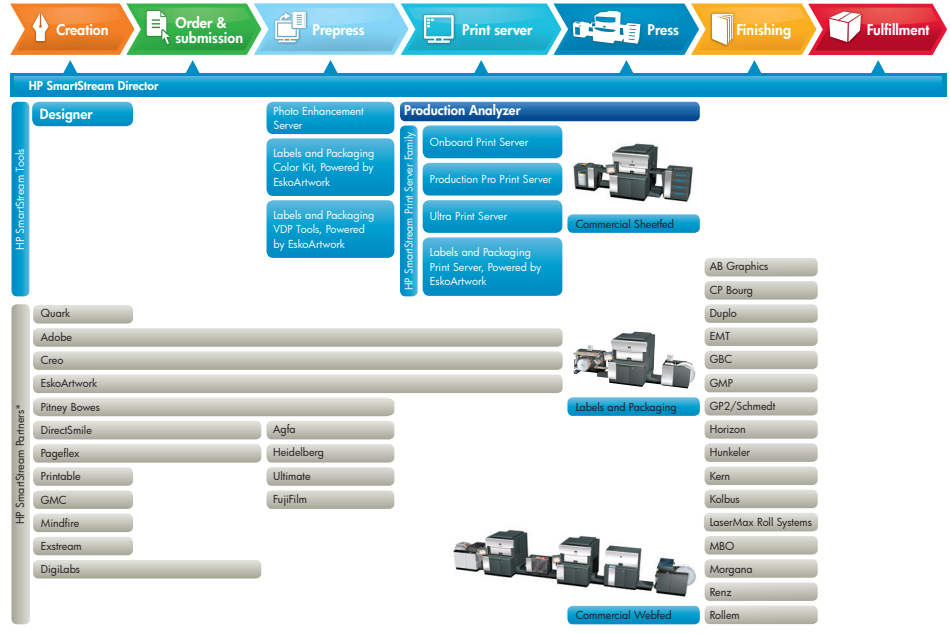 Creation
Order &
submission
Prepress
Print server
Press
Finishing
Fulfillment
HP SmartStream Director
HP SmartStream Tools
Designer
Photo Enhancement
Server
Labels and Packaging
Color Kit, Powered by
EskoArtwork
Labels and Packaging
VDP Tools, Powered
by EskoArtwork
Production Analyzer
HP SmartStream Print Server Family
Onboard Print Server
Production Pro Print Server
Ultra Print Server
Labels and Packaging
Print Server, Powered by
EskoArtwork
Commercial Sheetfed
HP SmartStream Partners*
Quark
Adobe
Creo
EskoArtwork
Pitney Bowes
DirectSmile
Pageflex
Printable
GMC
Mindfire
Exstream
DigiLabs
Agfa
Heidelberg
Ultimate
FujiFilm
Labels and Packaging
Commercial Webfed
AB Graphics
CP Bourg
Duplo
EMT
GBC
GMP
GP2/Schmedt
Horizon
Hunkeler
Kern
Kolbus
LaserMax Roll Systems
MBO
Morgana
Renz
Rollem